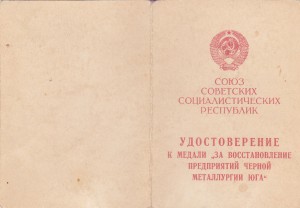 СОЮЗ
СОВЕТСКИХ
СОЦИАЛИСТИЧЕСКИХ
РЕСПУБЛИК
УДОСТОВЕРЕНИЕ
К МЕДАЛИ „ЗА ВОССТАНОВЛЕНИЕ
ПРЕДПРИЯТИЙ ЧЕРНОЙ
МЕТАЛЛУРГИИ ЮГА“